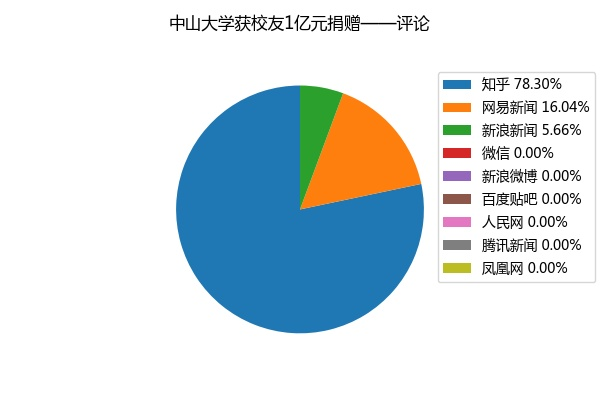 中山大学获校友1亿元捐赠——评论
知乎 78.30%
网易新闻 16.04%
新浪新闻 5.66%
微信 0.00%
新浪微博 0.00%
百度贴吧 0.00%
人民网 0.00%
腾讯新闻 0.00%
凤凰网 0.00%